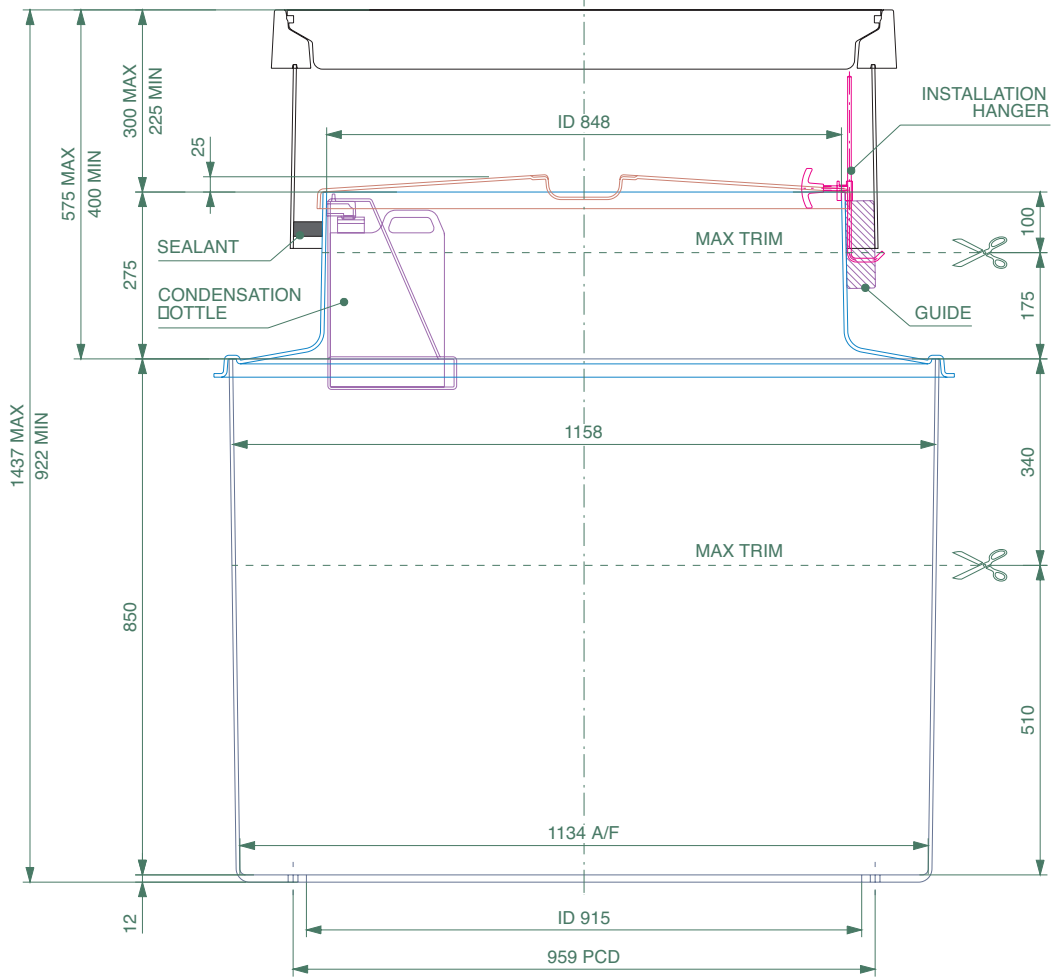 300 MAX
225 MIN
575 MAX
400 MIN
25
ID 848
INSTALLATION
HANGER
SEALANT
MAX TRIM
100
275
CONDENSATION
□OTTLE
GUIDE
175
1437 MAX
922 MIN
1158
340
MAX TRIM
850
510
1134 A/F
12
ID 915
959 PCD